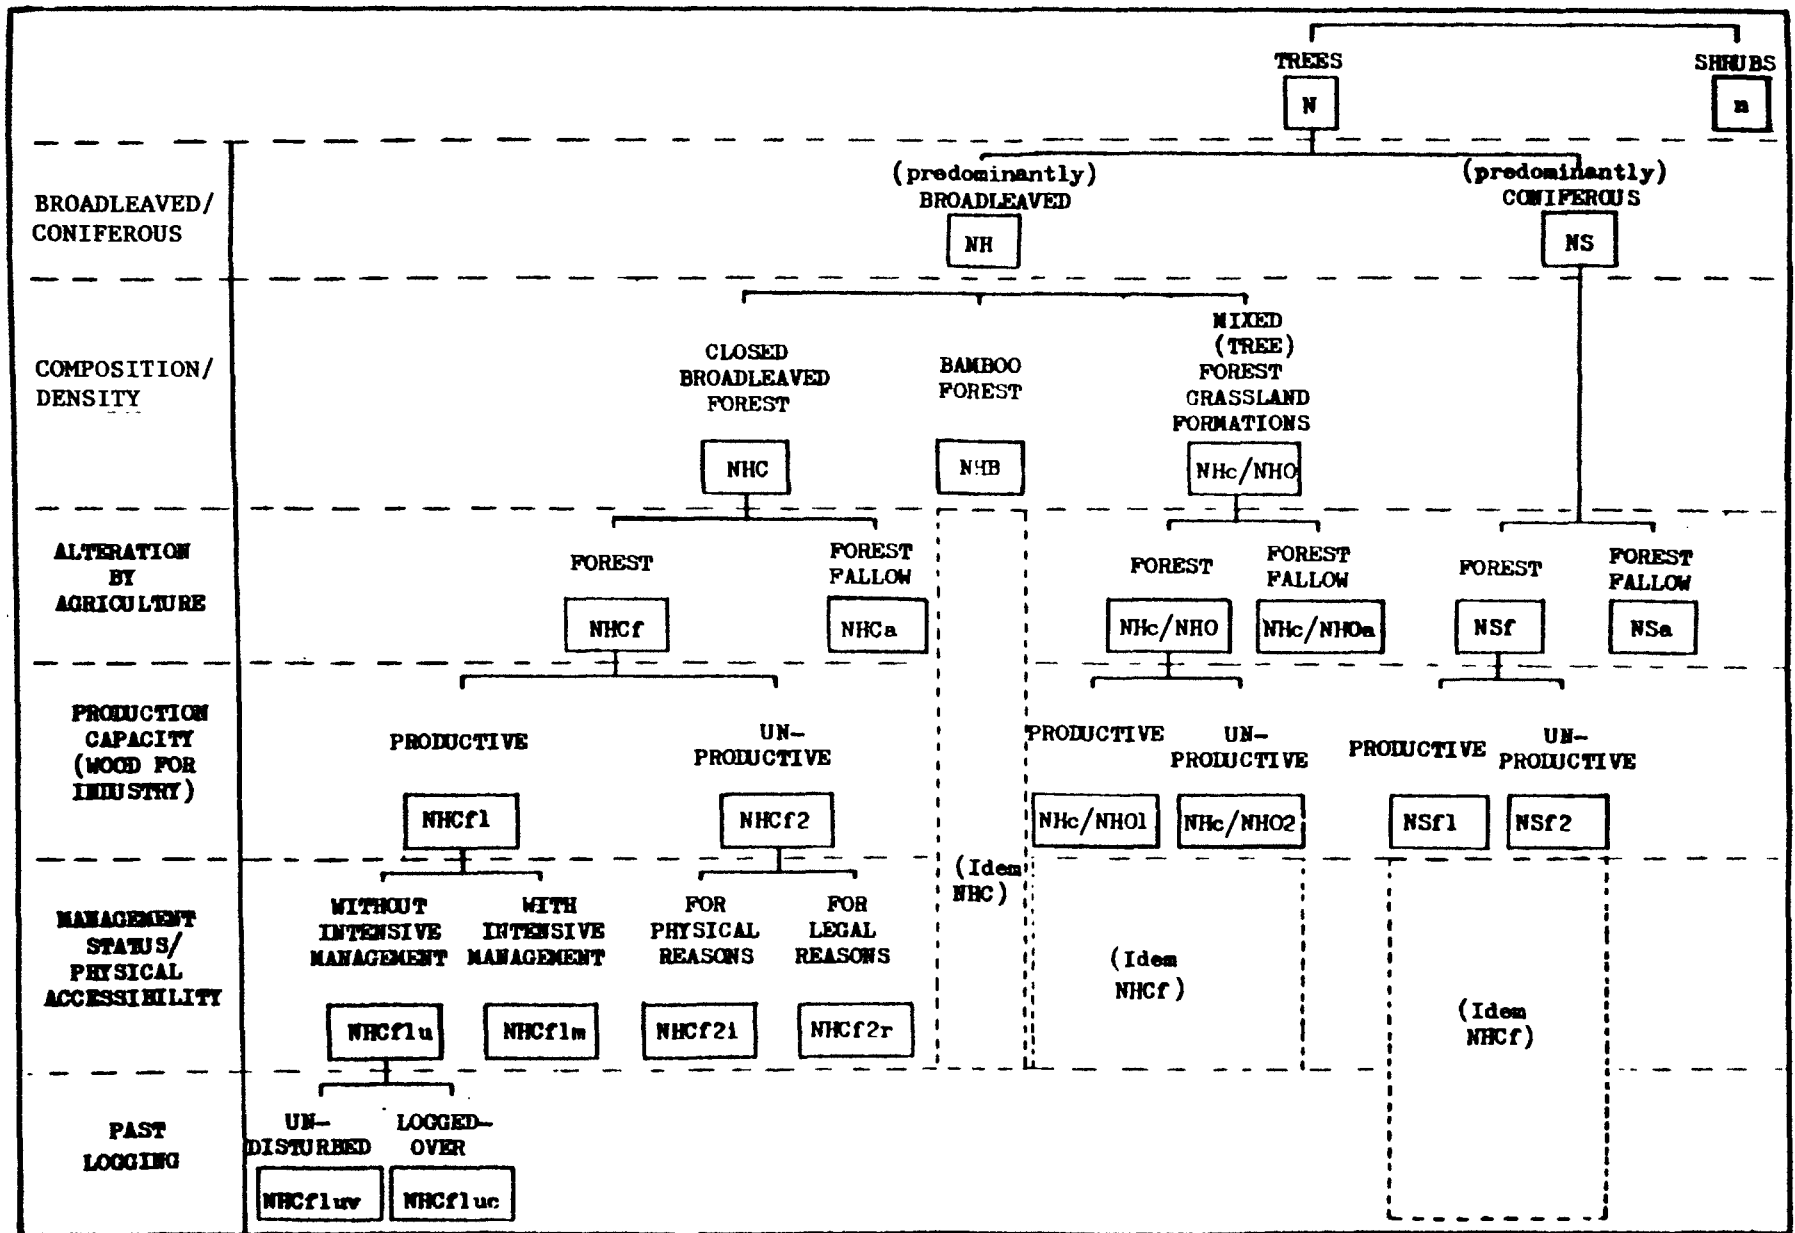 TREES
SHRUBS
N
n
BROADLEAVED/
CONIFEROUS
(predominantly)
BROADLEAVED
NH
(predominantly)
CONIFEROUS
NS
COMPOSITION/
DENSITY
CLOSED
BROADLEAVED
FOREST
NHC
BAMBOO
FOREST
NHB
MIXED
(TREE)
FOREST
GRASSLAND
FORMATIONS
NHc/NHO
ALTERATION
BY
AGRICULTURE
FOREST
NHCf
FOREST
FALLOW
NHCa
FOREST
NHc/NHO
FOREST
FALLOW
NHc/NHOa
FOREST
NSf
FOREST
FALLOW
NSa
PRODUCTION
CAPACITY
(WOOD FOR
INDUSTRY)
PRODUCTIVE
NHCf1
UN-
PRODUCTIVE
NHCf2
PRODUCTIVE
NHc/NHO1
UN-
PRODUCTIVE
NHc/NHO2
PRODUCTIVE
NSf1
UN-
PRODUCTIVE
NSf2
MANAGEMENT
STATUS/
PHYSICAL
ACCESSIBILITY
WITHOUT
INTENSIVE
MANAGEMENT
NHCf1u
WITH
INTENSIVE
MANAGEMENT
NHCf1m
FOR
PHYSICAL
REASONS
NHCf2i
FOR
LEGAL
REASONS
NHCf2r
(Idem
NHC)
(Idem
NHCf)
(Idem
NHCf)
PAST
LOGGING
UN-
DISTURBED
NHCf1uv
LOGGED-
OVER
NHCf1uc